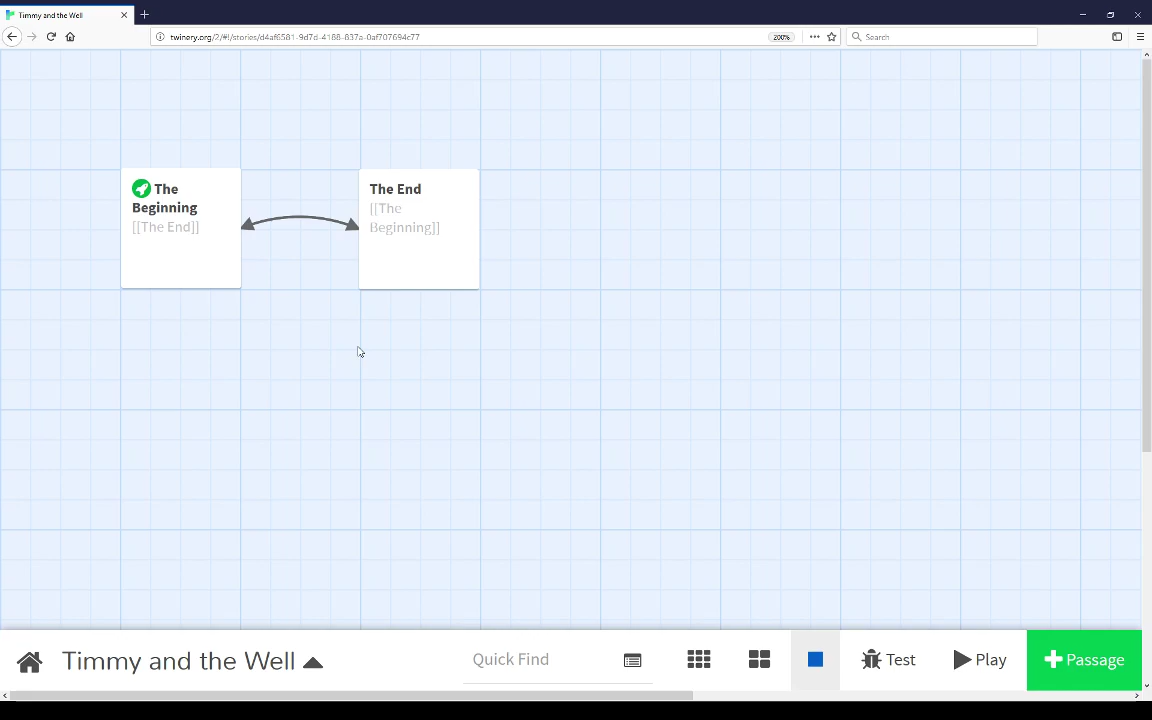 Timmy and the Well
twinery.org/2/#!/stories/d4af6581-9d7d-4188-837a-0af707694c77
200%
Search
The
Beginning
[[The End]]
The End
[[The
Beginning]]
Timmy and the Well
Quick Find
Test
Play
Passage